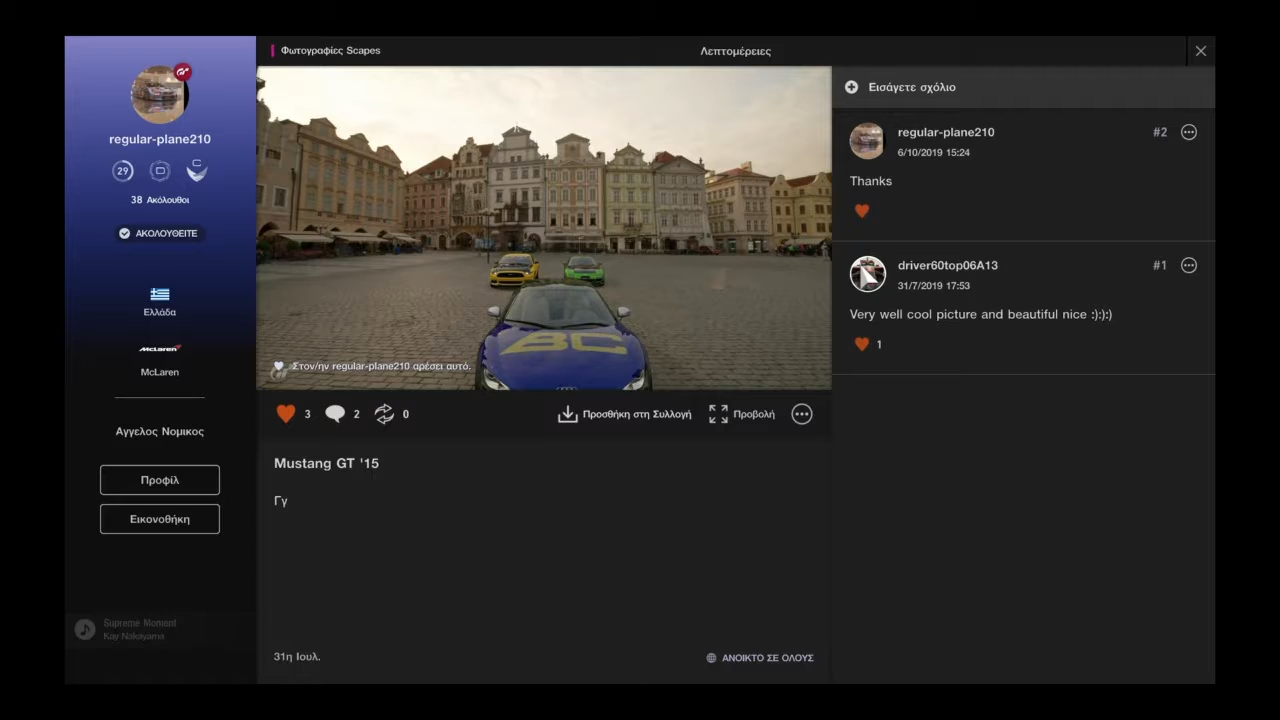 regular-plane210
29
D
C
38 Ακόλουθοι
ΑΚΟΛΟΥΘΕΙΤΕ
Ελλάδα
McLaren
McLaren
Αγγελος Νομικος
Προφίλ
Εικονοθήκη
Supreme Moment
Kay Nakayama
Φωτογραφίες Scapes
Λεπτομέρειες
BC
Στον/ην regular-plane210 αρέσει αυτό.
3 2 0 Προσθήκη στη Συλλογή Προβολή
Mustang GT '15
Γγ
31η Ιουλ. ΑΝΟΙΚΤΟ ΣΕ ΟΛΟΥΣ
Εισάγετε σχόλιο
regular-plane210 #2
6/10/2019 15:24
Thanks
driver60top06A13 #1
31/7/2019 17:53
Very well cool picture and beautiful nice :):):)
1